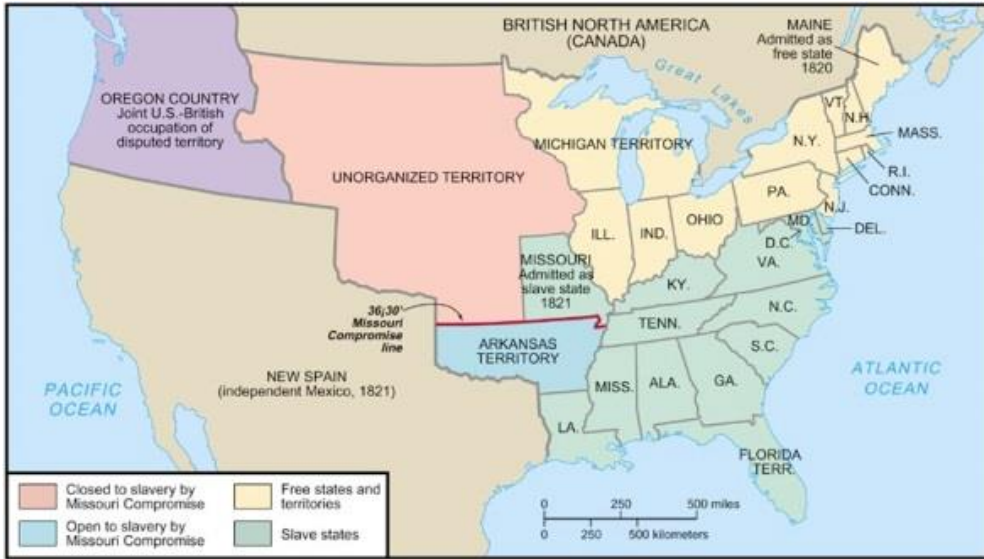 BRITISH NORTH AMERICA
(CANADA)
MAINE
Admitted as
free state
1820
Great Lakes
OREGON COUNTRY
Joint U.S.-British
occupation of
disputed territory
UNORGANIZED TERRITORY
MICHIGAN TERRITORY
VT.
N.H.
N.Y.
MASS.
R.I.
CONN.
PA.
N.J.
OHIO
IND.
ILL.
MD.
DEL.
D.C.
VA.
MISSOURI
Admitted as
slave state
1821
KY.
N.C.
TENN.
36¡30'
Missouri
Compromise
line
ARKANSAS
TERRITORY
S.C.
NEW SPAIN
(independent Mexico, 1821)
MISS.
ALA.
GA.
LA.
PACIFIC
OCEAN
ATLANTIC
OCEAN
FLORIDA
TERR.
Closed to slavery by
Missouri Compromise
Free states and
territories
Open to slavery by
Missouri Compromise
Slave states
0 250 500 miles
0 250 500 kilometers